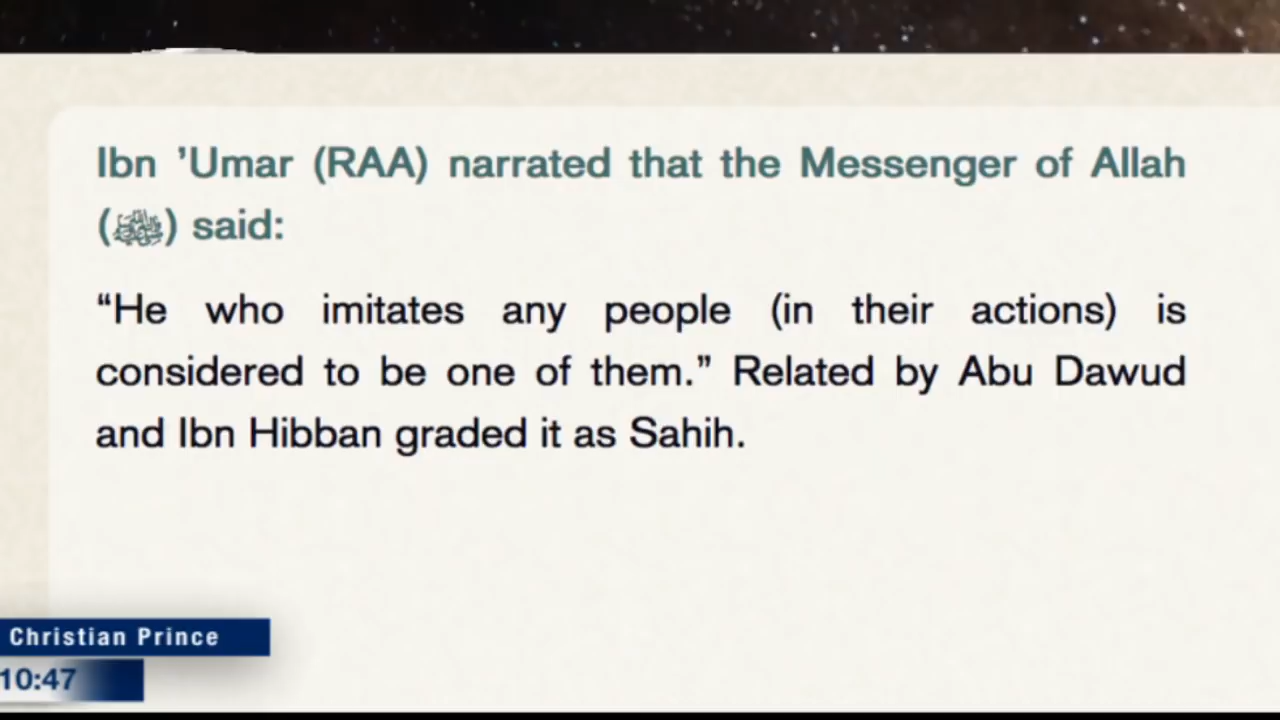 Ibn ’Umar (RAA) narrated that the Messenger of Allah
(ﷺ) said:
“He who imitates any people (in their actions) is
considered to be one of them.” Related by Abu Dawud
and Ibn Hibban graded it as Sahih.
Christian Prince
10:47